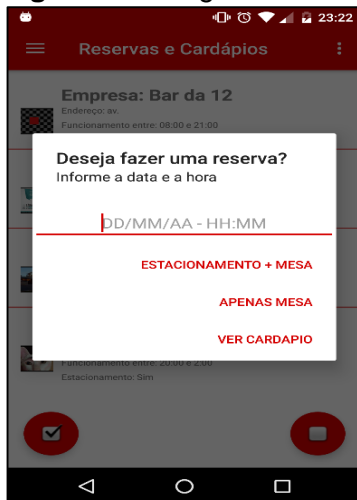 23:22
Reservas e Cardápios
Empresa: Bar da 12
Endereço: av.
Funcionamento entre: 08:00 e 21:00
Deseja fazer uma reserva?
Informe a data e a hora
DD/MM/AA - HH:MM
ESTACIONAMENTO + MESA
APENAS MESA
VER CARDAPIO
Funcionamento entre: 20:00 e 2:00
Estacionamento: Sim